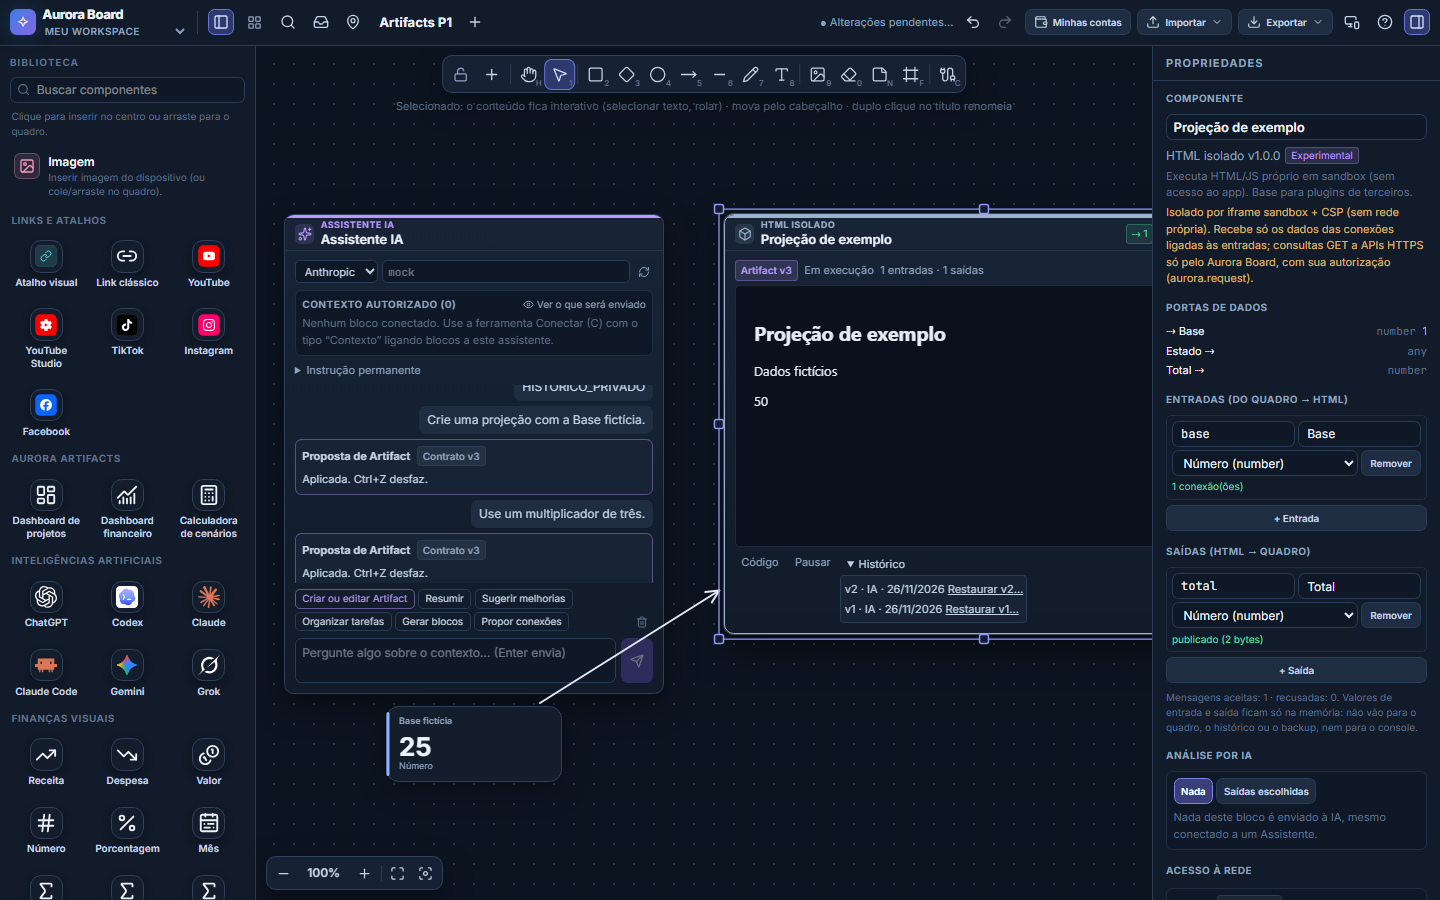 Aurora Board
MEU WORKSPACE
Artifacts P1
Alterações pendentes...
Minhas contas
Importar
Exportar
BIBLIOTECA
Buscar componentes
Clique para inserir no centro ou arraste para o
quadro.
Imagem
Inserir imagem do dispositivo (ou
cole/arraste no quadro).
LINKS E ATALHOS
Atalho visual
Link clássico
YouTube
YouTube
Studio
TikTok
Instagram
Facebook
AURORA ARTIFACTS
Dashboard de
projetos
Dashboard
financeiro
Calculadora
de cenários
INTELIGÊNCIAS ARTIFICIAIS
ChatGPT
Codex
Claude
Claude Code
Gemini
Grok
FINANÇAS VISUAIS
Receita
Despesa
Valor
Número
Porcentagem
Mês
H
1
2
3
4
5
6
7
8
9
0
N
F
C
Selecionado: o conteúdo fica interativo (selecionar texto, rolar) · mova pelo cabeçalho · duplo clique no título renomeia
ASSISTENTE IA
Assistente IA
Anthropic
mock
CONTEXTO AUTORIZADO (0)
Ver o que será enviado
Nenhum bloco conectado. Use a ferramenta Conectar (C) com o
tipo “Contexto” ligando blocos a este assistente.
Instrução permanente
HISTORICO_PRIVADO
Crie uma projeção com a Base fictícia.
Proposta de Artifact
Contrato v3
Aplicada. Ctrl+Z desfaz.
Use um multiplicador de três.
Proposta de Artifact
Contrato v3
Aplicada. Ctrl+Z desfaz.
Criar ou editar Artifact
Resumir
Sugerir melhorias
Organizar tarefas
Gerar blocos
Propor conexões
Pergunte algo sobre o contexto... (Enter envia)
Base fictícia
25
Número
HTML ISOLADO
Projeção de exemplo
→1
Artifact v3
Em execução 1 entradas · 1 saídas
Projeção de exemplo
Dados fictícios
50
Código
Pausar
▼ Histórico
v2 · IA · 26/11/2026 Restaurar v2...
v1 · IA · 26/11/2026 Restaurar v1...
100%
PROPRIEDADES
COMPONENTE
Projeção de exemplo
HTML isolado v1.0.0
Experimental
Executa HTML/JS próprio em sandbox (sem
acesso ao app). Base para plugins de terceiros.
Isolado por iframe sandbox + CSP (sem rede
própria). Recebe só os dados das conexões
ligadas às entradas; consultas GET a APIs HTTPS
só pelo Aurora Board, com sua autorização
(aurora.request).
PORTAS DE DADOS
→ Base
number 1
Estado →
any
Total →
number
ENTRADAS (DO QUADRO → HTML)
base
Base
Número (number)
Remover
1 conexão(ões)
+ Entrada
SAÍDAS (HTML → QUADRO)
total
Total
Número (number)
Remover
publicado (2 bytes)
+ Saída
Mensagens aceitas: 1 · recusadas: 0. Valores de
entrada e saída ficam só na memória: não vão para o
quadro, o histórico ou o backup, nem para o console.
ANÁLISE POR IA
Nada
Saídas escolhidas
Nada deste bloco é enviado à IA, mesmo
conectado a um Assistente.
ACESSO À REDE